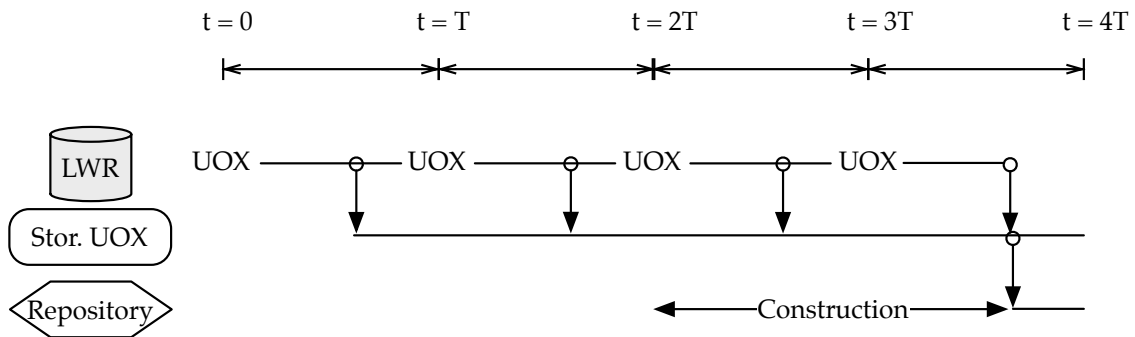 t = 0 t = T t = 2T t = 3T t = 4T
LWR UOX UOX UOX UOX
Stor. UOX
Repository Construction